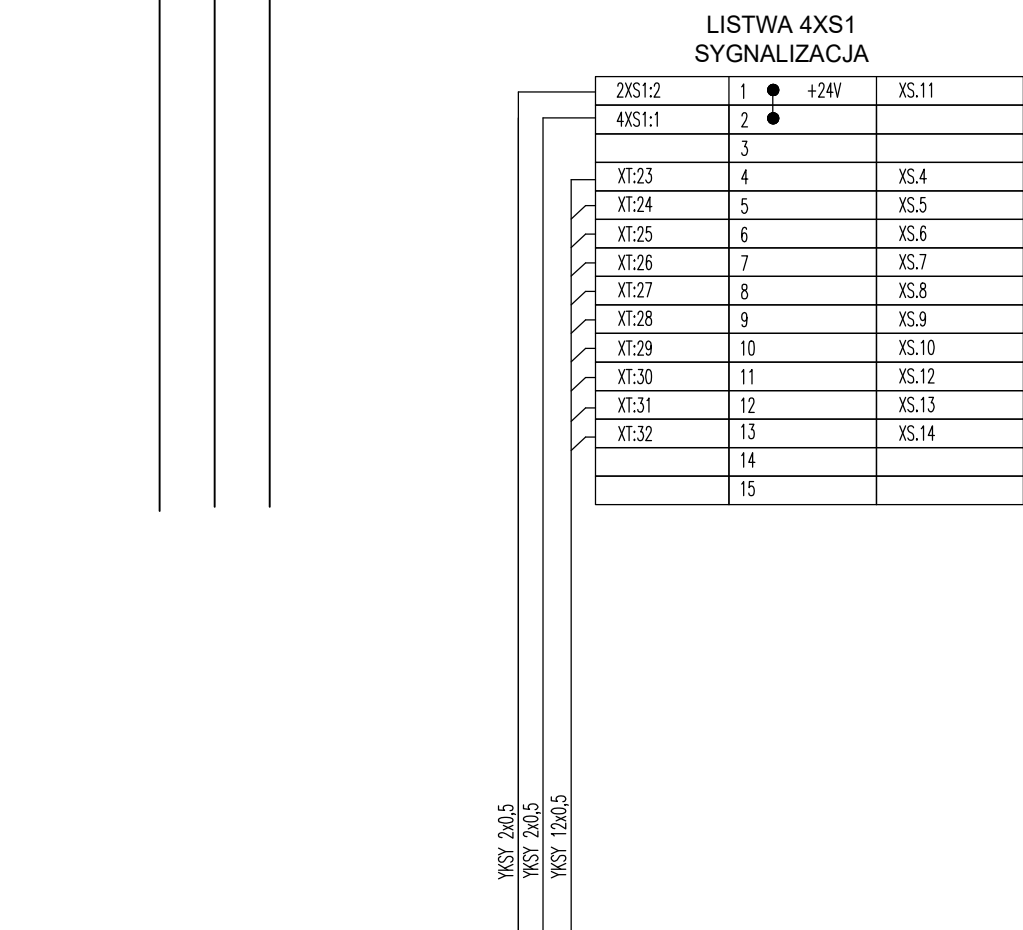 LISTWA 4XS1
SYGNALIZACJA
2XS1:2 1 +24V XS.11
4XS1:1 2
3
XT:23 4 XS.4
XT:24 5 XS.5
XT:25 6 XS.6
XT:26 7 XS.7
XT:27 8 XS.8
XT:28 9 XS.9
XT:29 10 XS.10
XT:30 11 XS.12
XT:31 12 XS.13
XT:32 13 XS.14
14
15
YKSY 2x0,5
YKSY 2x0,5
YKSY 12x0,5